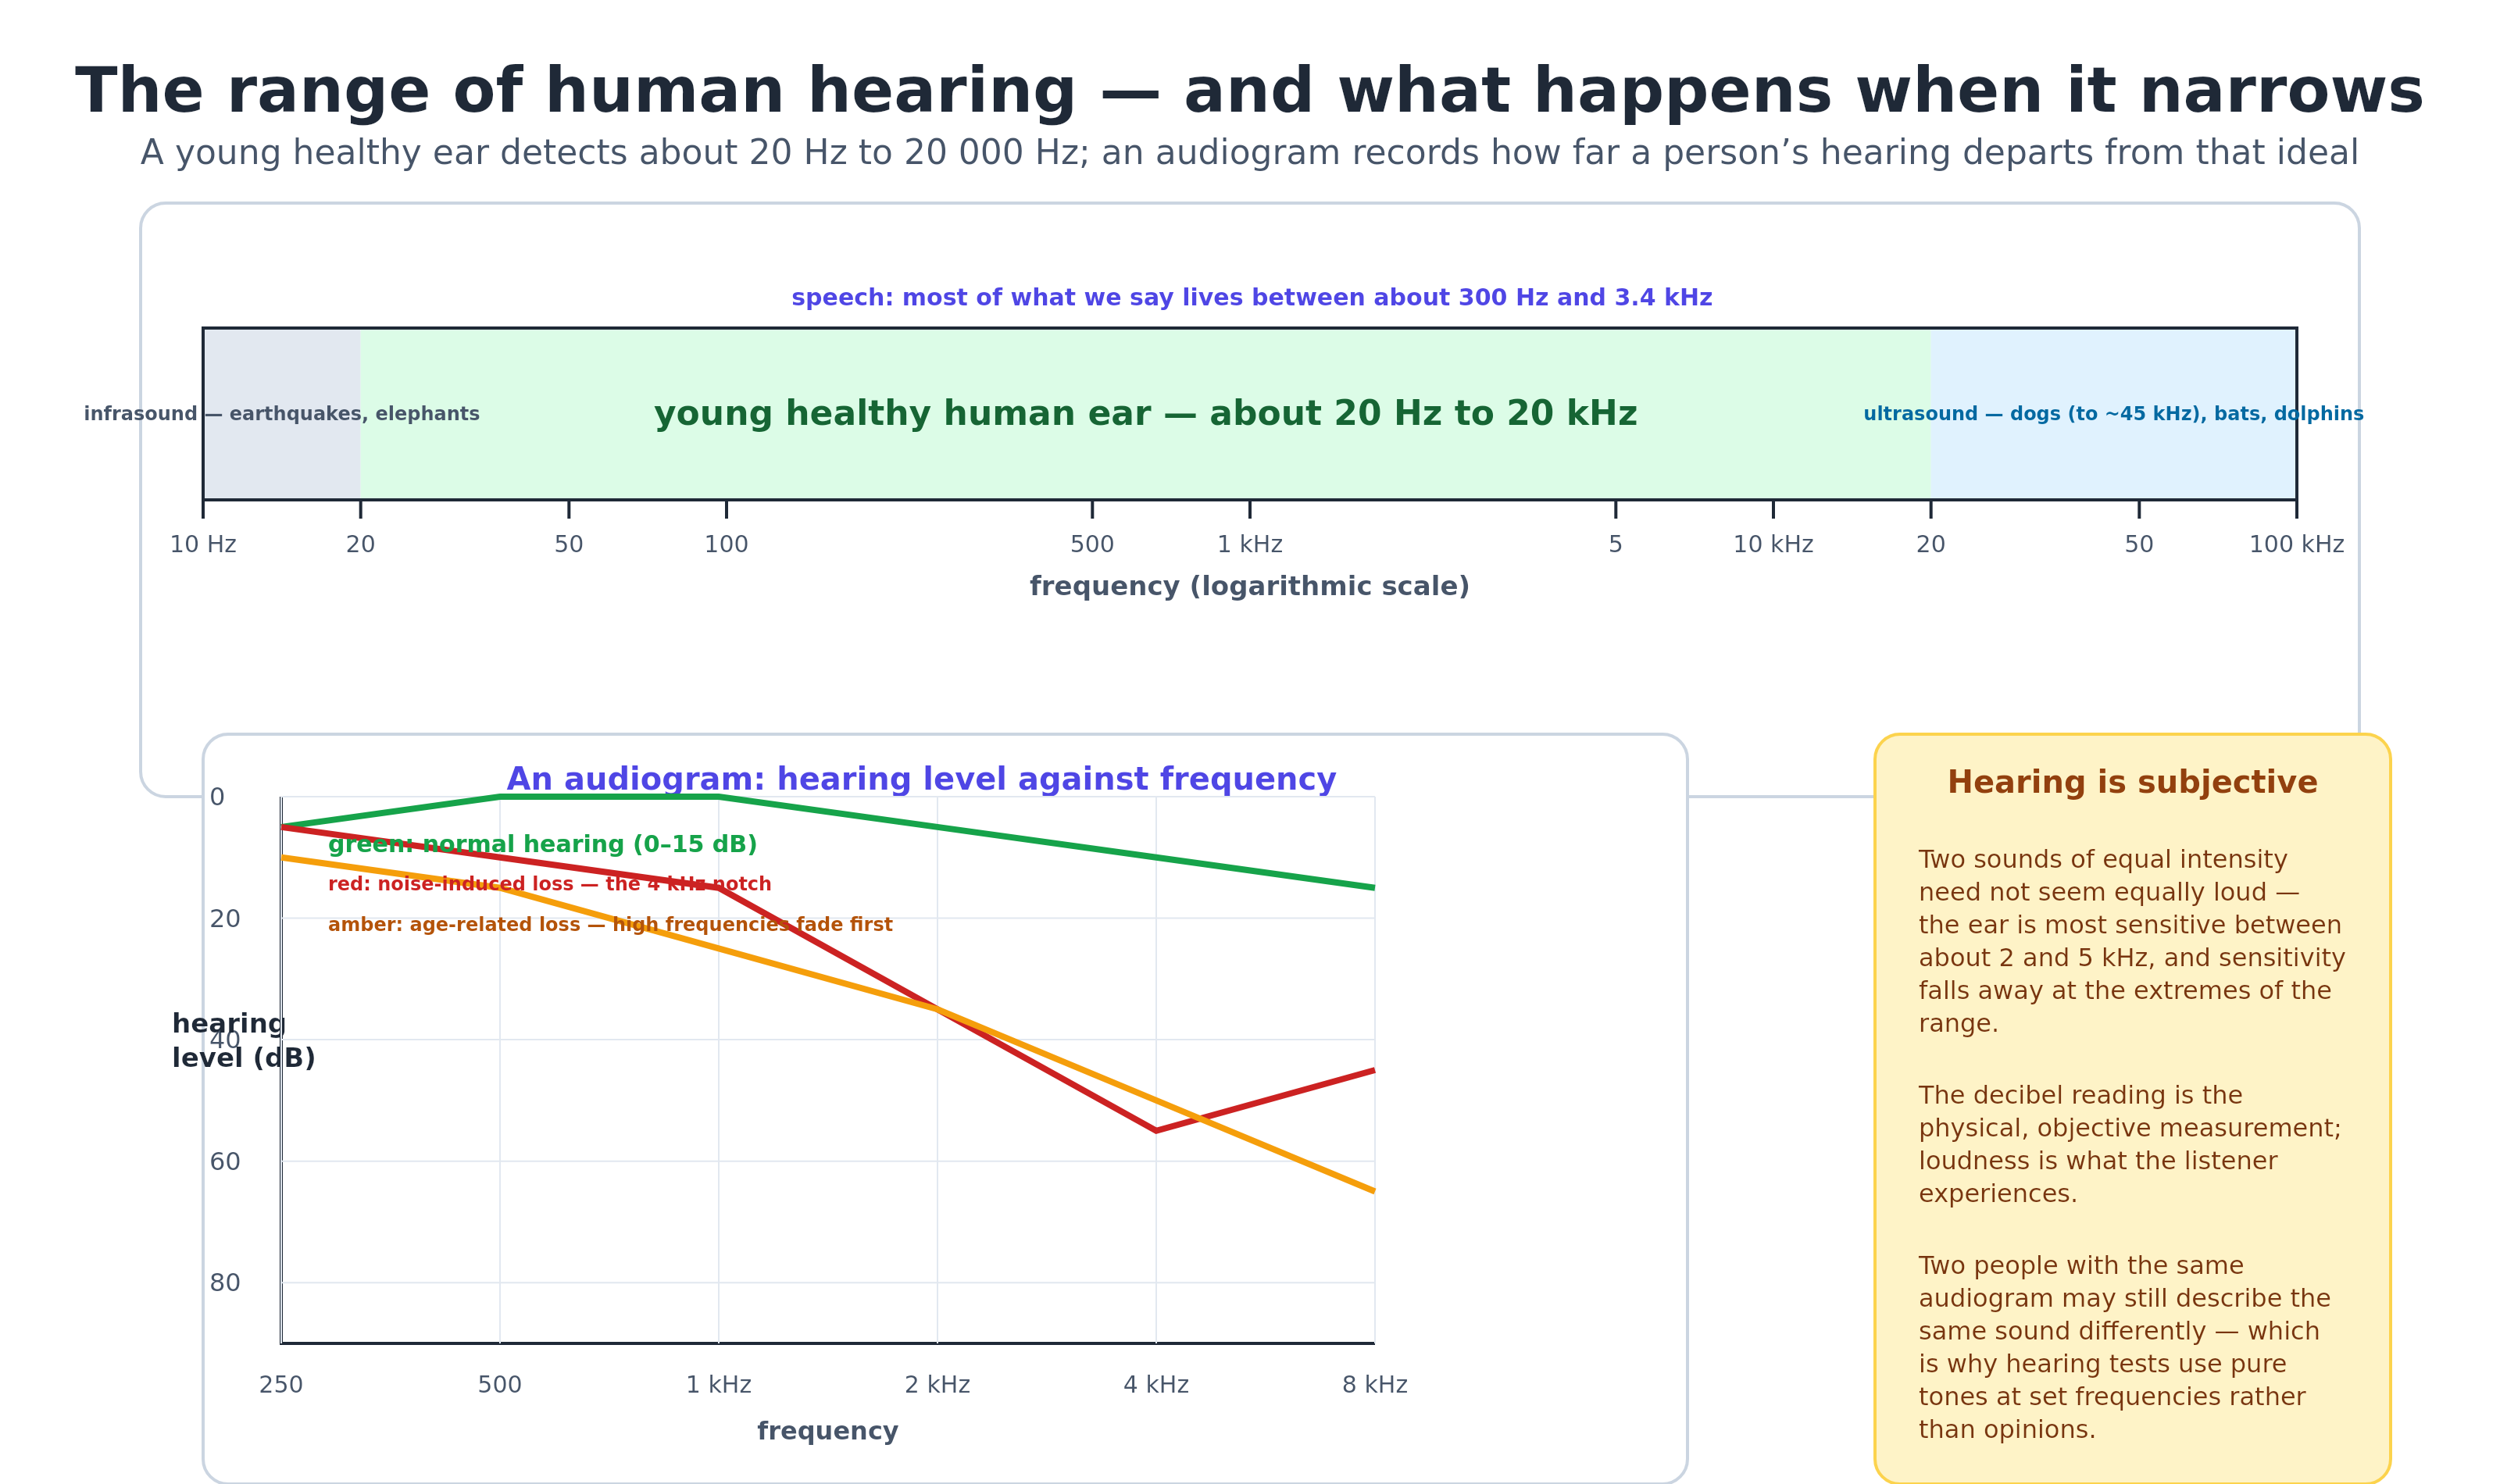 The range of human hearing — and what happens when it narrows
A young healthy ear detects about 20 Hz to 20 000 Hz; an audiogram records how far a person’s hearing departs from that ideal
speech: most of what we say lives between about 300 Hz and 3.4 kHz
infrasound — earthquakes, elephants
young healthy human ear — about 20 Hz to 20 kHz
ultrasound — dogs (to ~45 kHz), bats, dolphins
10 Hz 20 50 100 500 1 kHz 5 10 kHz 20 50 100 kHz
frequency (logarithmic scale)
An audiogram: hearing level against frequency
0
green: normal hearing (0–15 dB)
red: noise-induced loss — the 4 kHz notch
20
amber: age-related loss — high frequencies fade first
hearing
40
level (dB)
60
80
250 500 1 kHz 2 kHz 4 kHz 8 kHz
frequency
Hearing is subjective
Two sounds of equal intensity
need not seem equally loud —
the ear is most sensitive between
about 2 and 5 kHz, and sensitivity
falls away at the extremes of the
range.
The decibel reading is the
physical, objective measurement;
loudness is what the listener
experiences.
Two people with the same
audiogram may still describe the
same sound differently — which
is why hearing tests use pure
tones at set frequencies rather
than opinions.